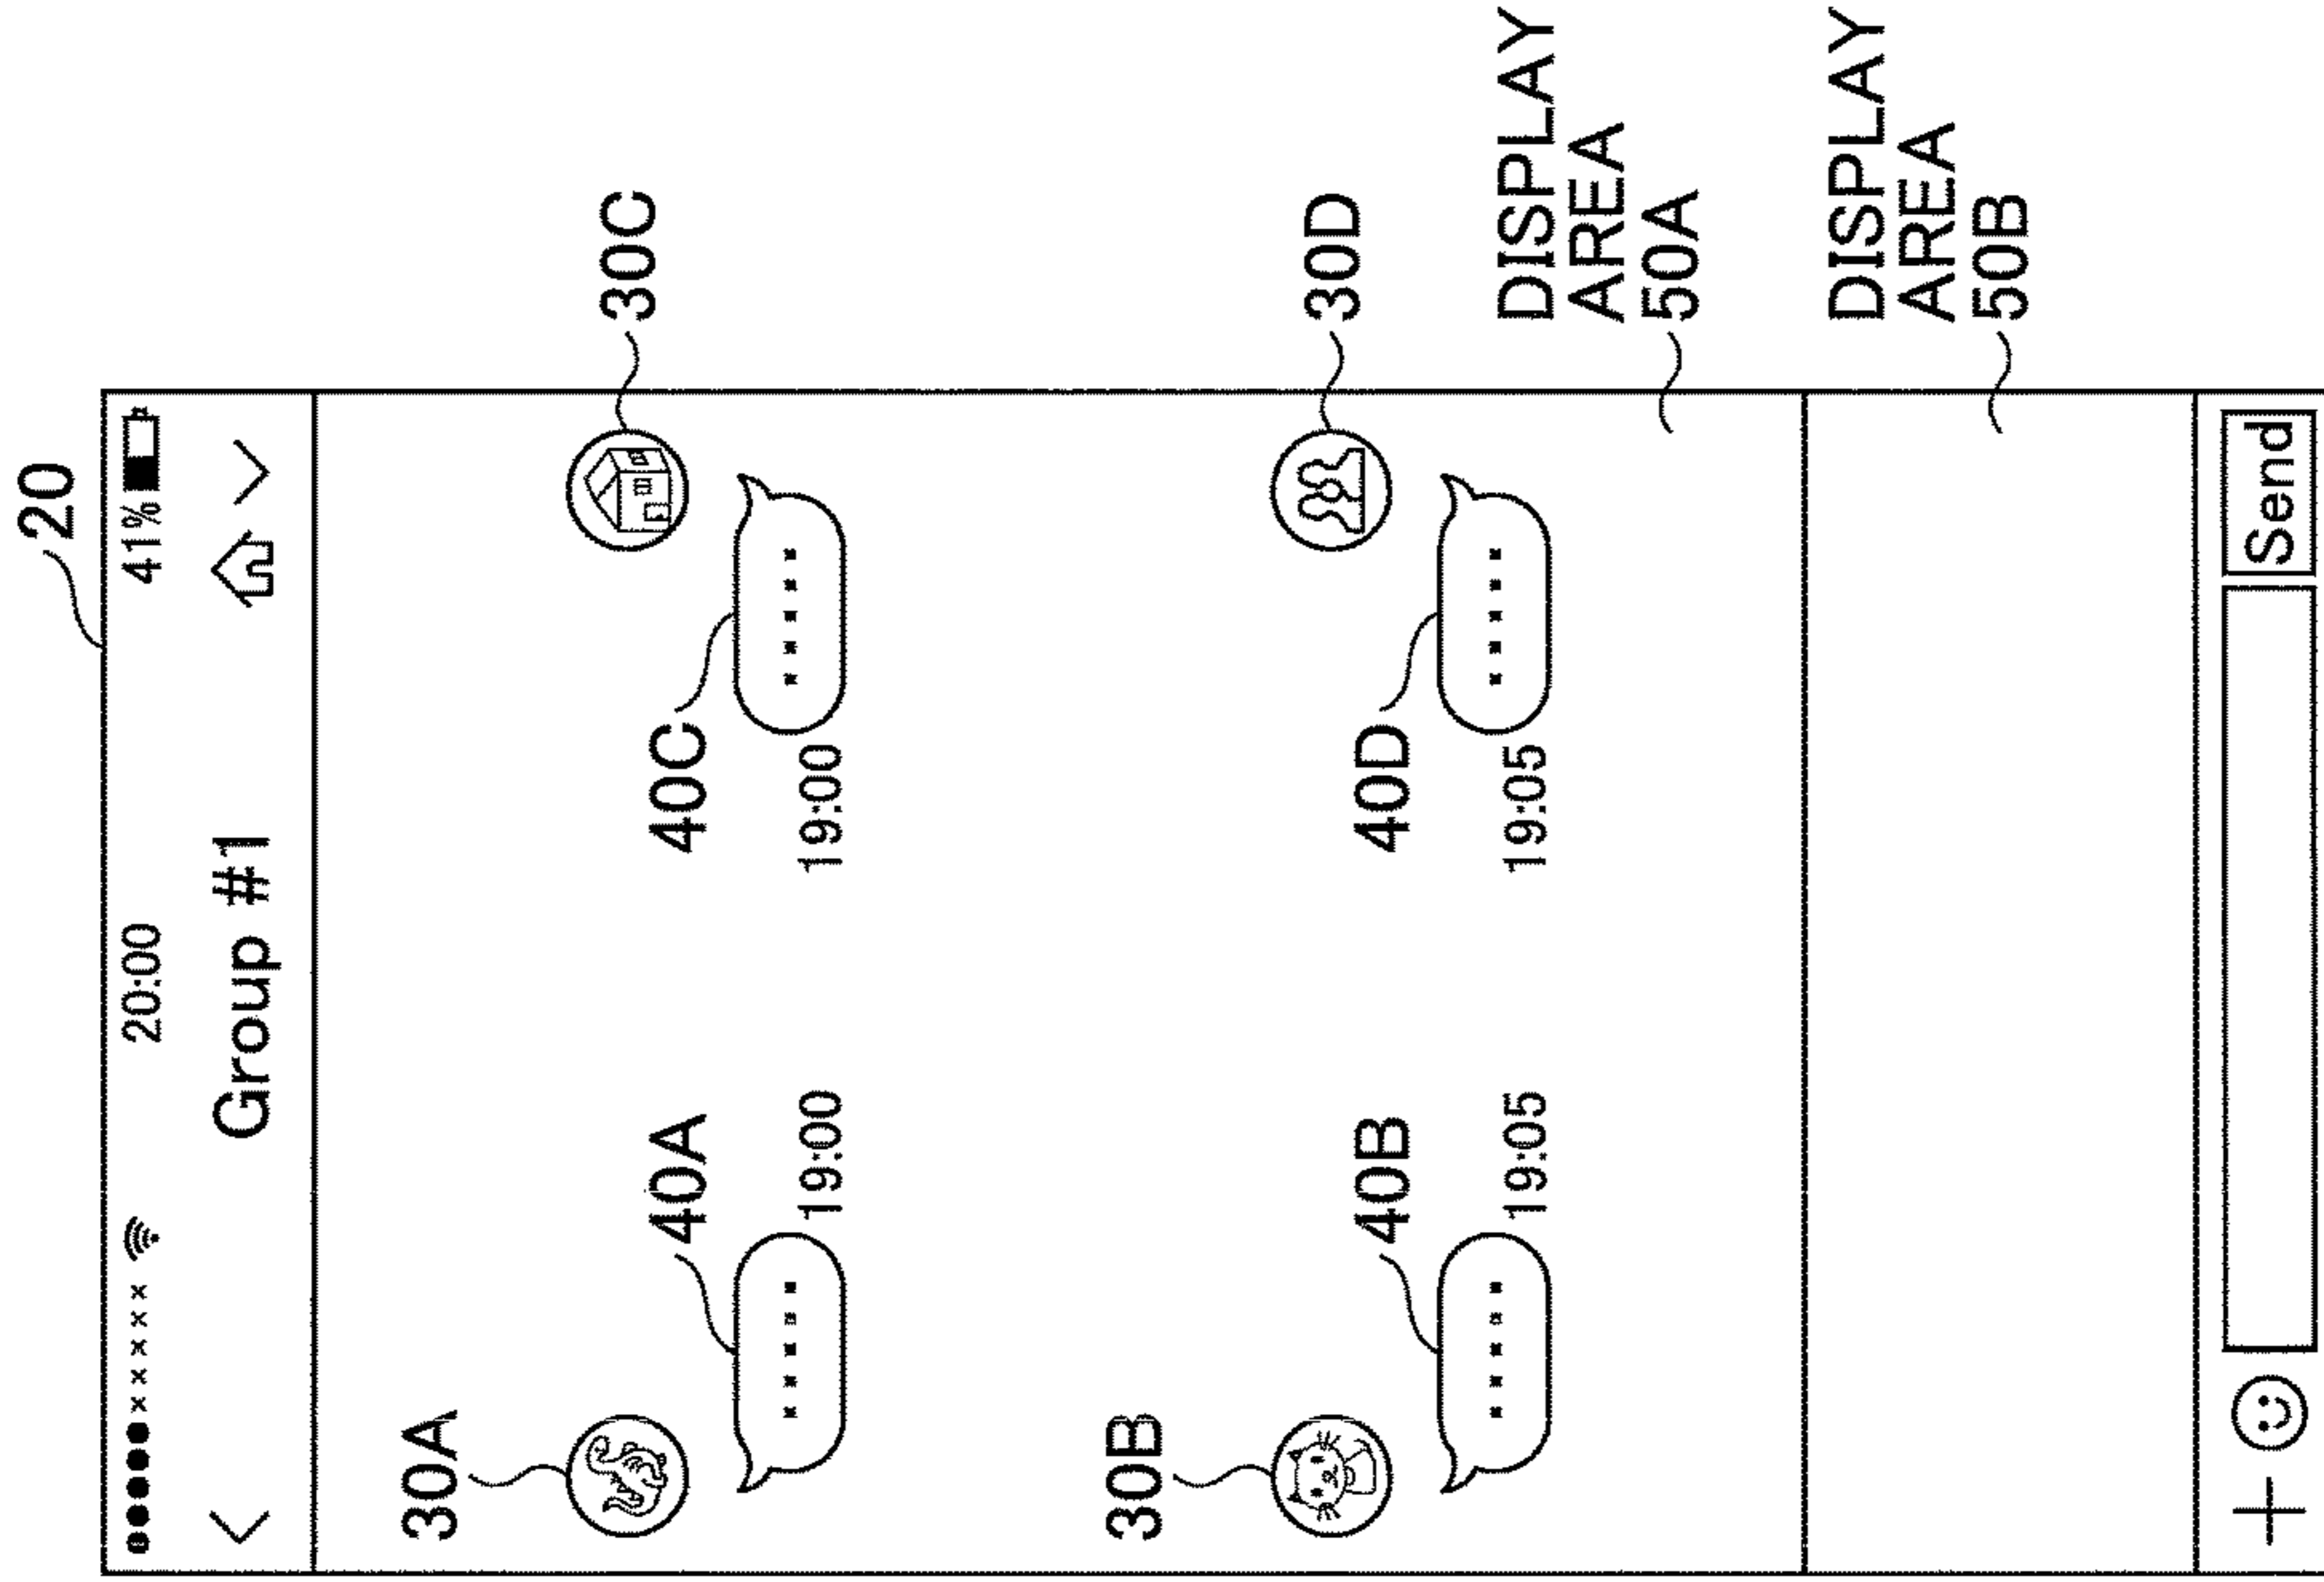 20
20:00 41%
Group #1
30A
30C
40A
40C
19:00
19:00
30B
30D
40B
40D
19:05
19:05
DISPLAY
AREA
50A
DISPLAY
AREA
50B
Send